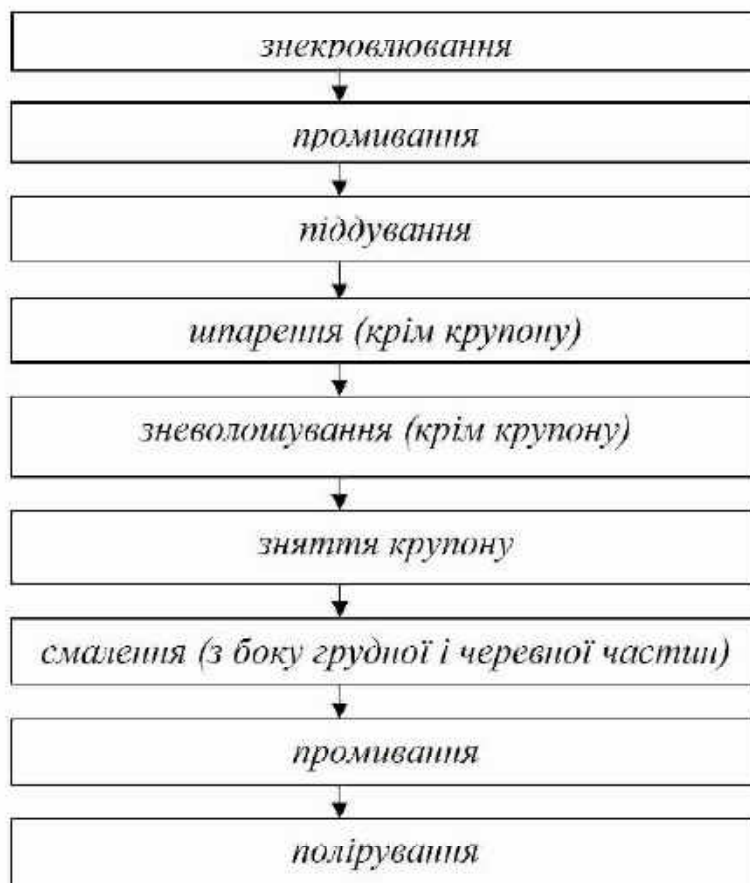 знекровлювання
промивання
піддування
шпарення (крім крупону)
зневолошування (крім крупону)
зняття крупону
смалення (з боку грудної і черевної частин)
промивання
полірування